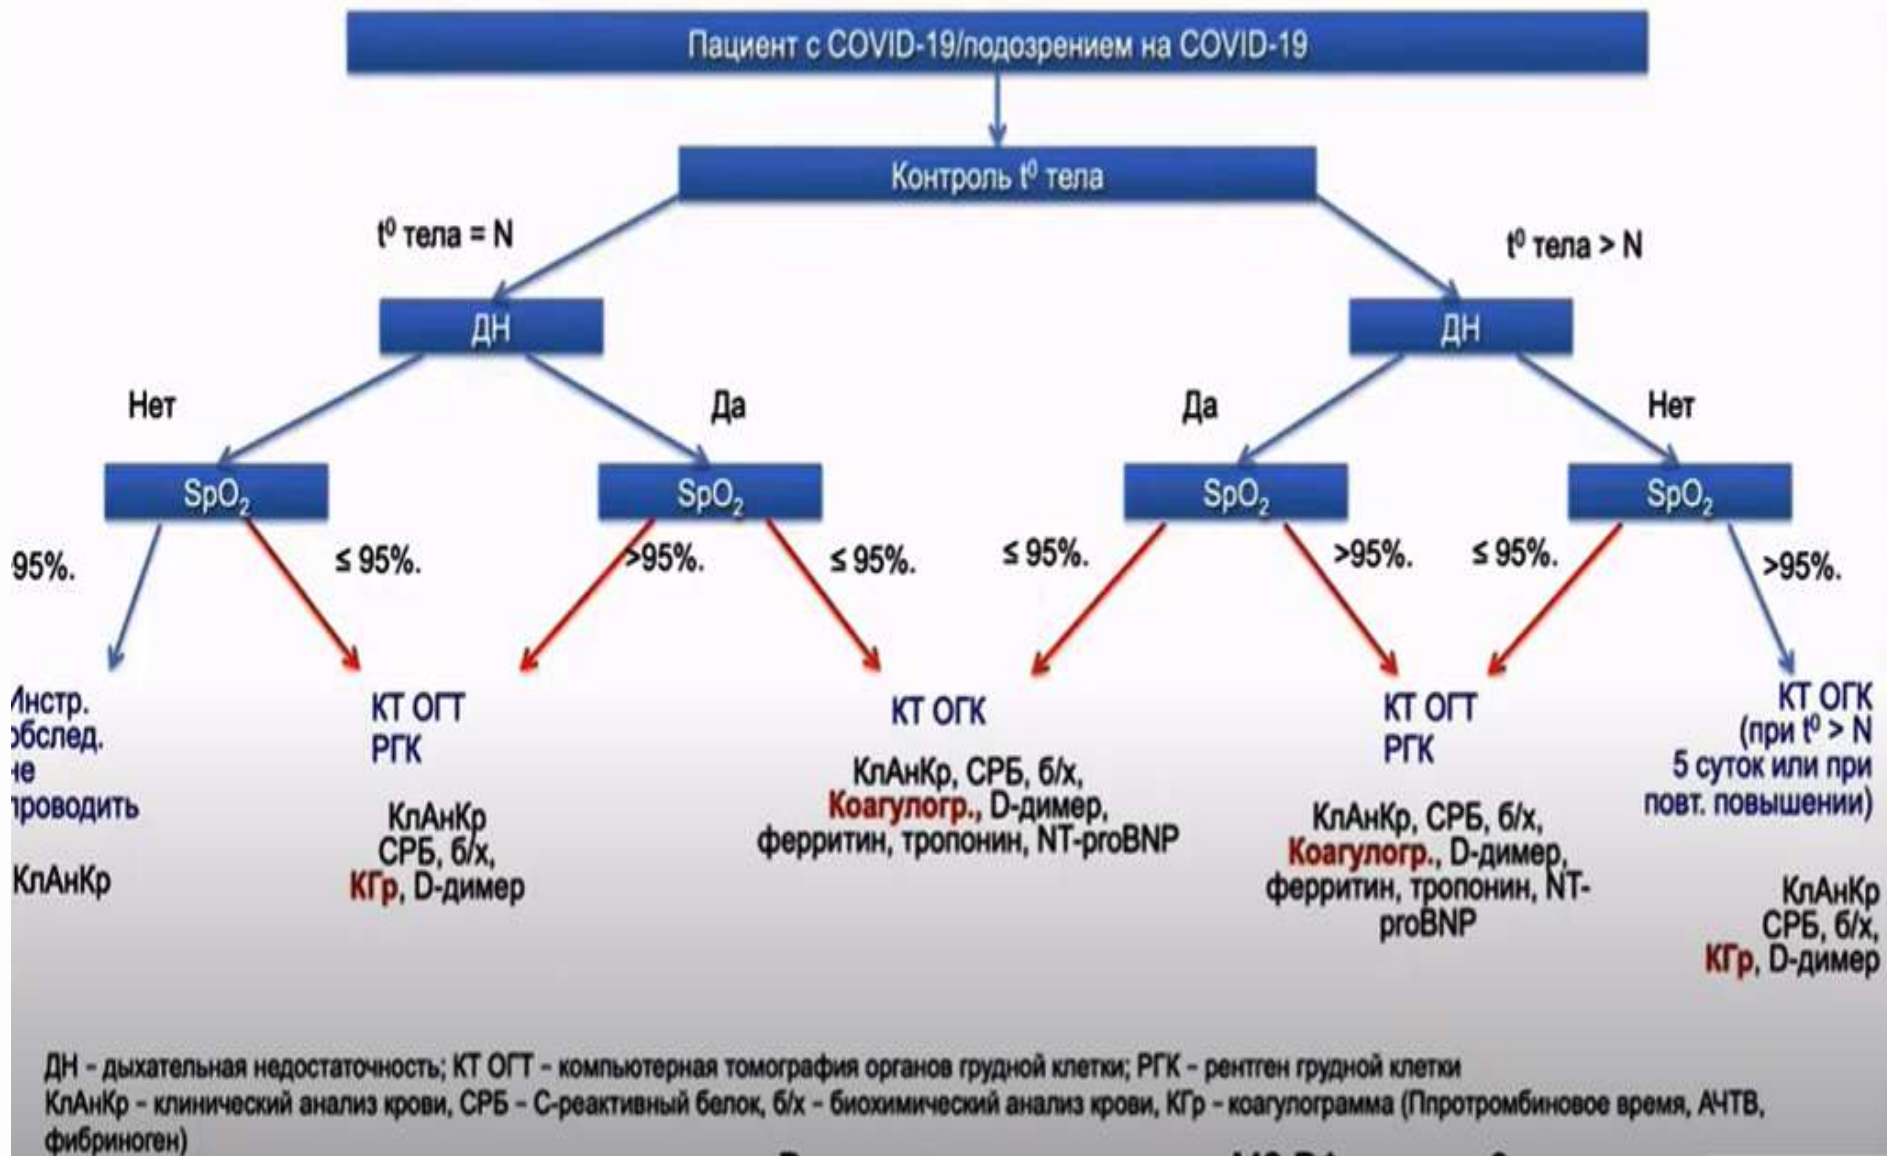 Пациент с COVID-19/подозрением на COVID-19
Контроль t⁰ тела
t⁰ тела = N
t⁰ тела > N
ДН
ДН
Нет
Да
Да
Нет
SpO₂
SpO₂
SpO₂
SpO₂
95%.
≤ 95%.
>95%.
≤ 95%.
≤ 95%.
>95%.
≤ 95%.
>95%.
Инстр.
обслед.
не
проводить
КлАнКр
КТ ОГТ
РГК
КлАнКр
СРБ, б/х,
КГр, D-димер
КТ ОГК
КлАнКр, СРБ, б/х,
Коагулогр., D-димер,
ферритин, тропонин, NT-proBNP
КТ ОГТ
РГК
КлАнКр, СРБ, б/х,
Коагулогр., D-димер,
ферритин, тропонин, NT-
proBNP
КТ ОГК
(при t⁰ > N
5 суток или при
повт. повышении)
КлАнКр
СРБ, б/х,
КГр, D-димер
ДН – дыхательная недостаточность; КТ ОГТ – компьютерная томография органов грудной клетки; РГК – рентген грудной клетки
КлАнКр – клинический анализ крови, СРБ – С-реактивный белок, б/х – биохимический анализ крови, КГр – коагулограмма (Ппротромбиновое время, АЧТВ,
фибриноген)